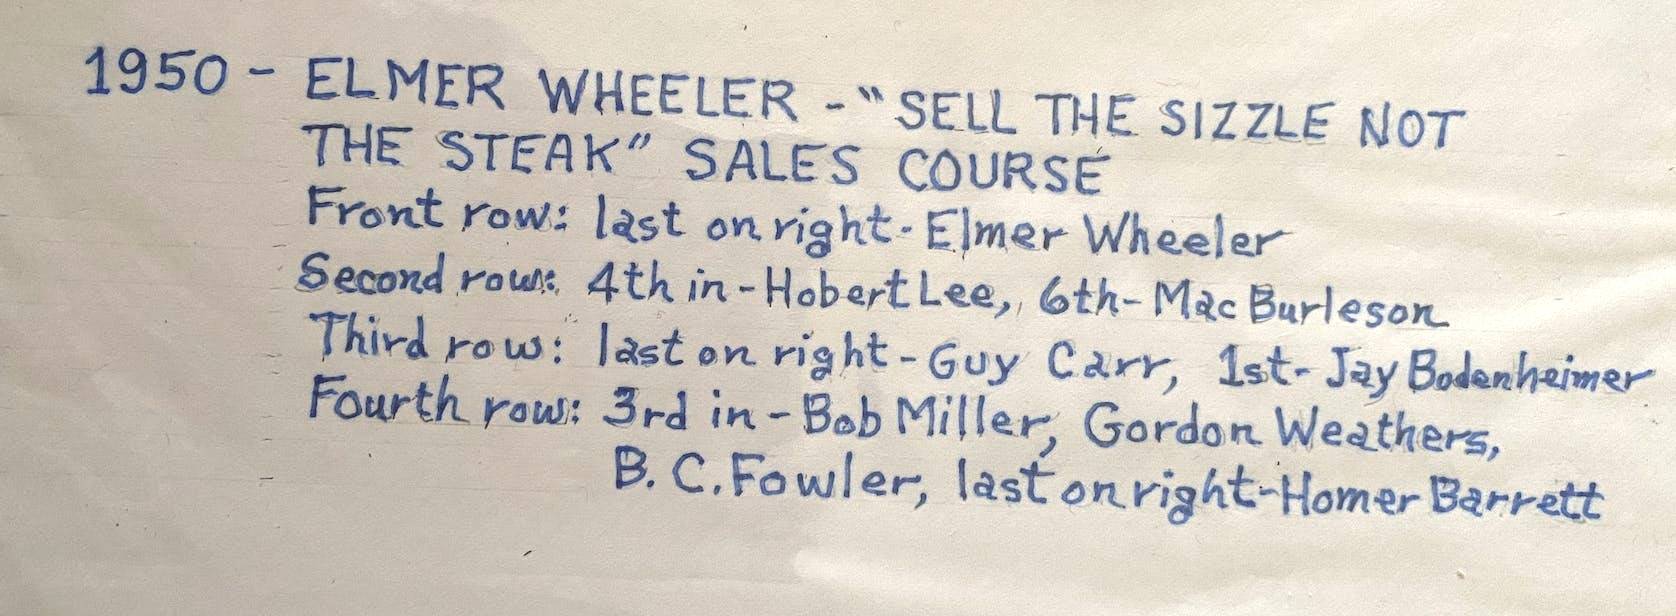 1950 - ELMER WHEELER - "SELL THE SIZZLE NOT
THE STEAK" SALES COURSE
Front row: last on right - Elmer Wheeler
Second row: 4th in - Hobert Lee, 6th - Mac Burleson
Third row: last on right - Guy Carr, 1st - Jay Bodenheimer
Fourth row: 3rd in - Bob Miller, Gordon Weathers,
B. C. Fowler, last on right - Homer Barrett